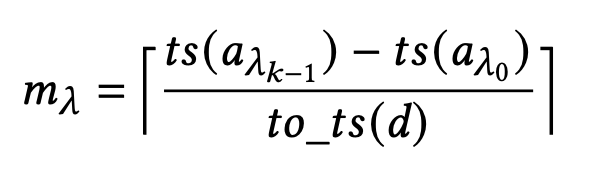 m_λ = ⌈ (ts(a_{λ_{k−1}}) − ts(a_{λ_0})) / to_ts(d) ⌉